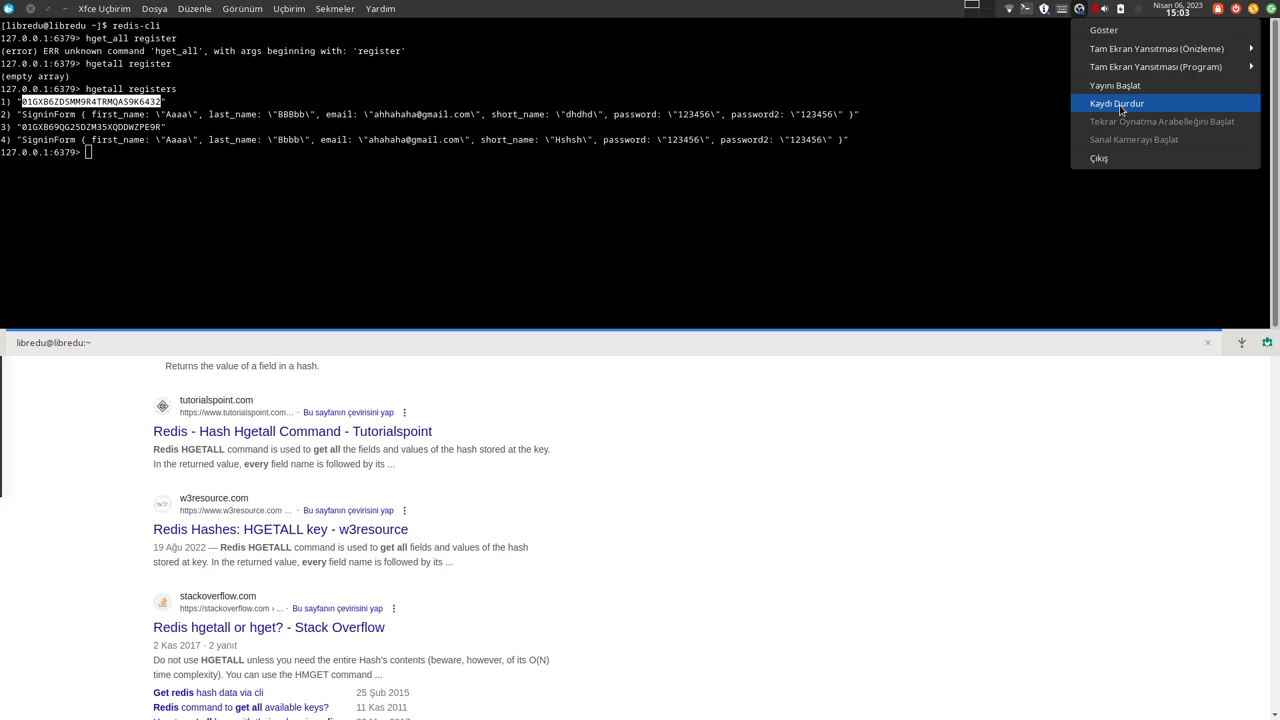 Dosya Düzenle Görünüm Uçbirim Sekmeler Yardım
Xfce Uçbirim
Nisan 06, 2023
15:03
[libredu@libredu ~]$ redis-cli
127.0.0.1:6379> hget_all register
(error) ERR unknown command 'hget_all', with args beginning with: 'register'
127.0.0.1:6379> hgetall register
(empty array)
127.0.0.1:6379> hgetall registers
1) "01GXB6ZDSMM9R4TRMQAS9K6432"
2) "SigninForm { first_name: \"Aaaa\", last_name: \"BBBbb\", email: \"ahhahaha@gmail.com\", short_name: \"dhdhd\", password: \"123456\", password2: \"123456\" }"
3) "01GXB69QG25DZM35XQDDWZPE9R"
4) "SigninForm { first_name: \"Aaaa\", last_name: \"Bbbb\", email: \"ahahaha@gmail.com\", short_name: \"Hshsh\", password: \"123456\", password2: \"123456\" }"
127.0.0.1:6379>
Göster
Tam Ekran Yansıtması (Önizleme)
Tam Ekran Yansıtması (Program)
Yayını Başlat
Kaydı Durdur
Tekrar Oynatma Arabelleğini Başlat
Sanal Kamerayı Başlat
Çıkış
libredu@libredu:~
Returns the value of a field in a hash.
tutorialspoint.com
https://www.tutorialspoint.com... · Bu sayfanın çevirisini yap
Redis - Hash Hgetall Command - Tutorialspoint
Redis HGETALL command is used to get all the fields and values of the hash stored at the key.
In the returned value, every field name is followed by its ...
w3r
w3resource.com
https://www.w3resource.com ... · Bu sayfanın çevirisini yap
Redis Hashes: HGETALL key - w3resource
19 Ağu 2022 — Redis HGETALL command is used to get all fields and values of the hash
stored at key. In the returned value, every field name is followed by its ...
stackoverflow.com
https://stackoverflow.com › ... · Bu sayfanın çevirisini yap
Redis hgetall or hget? - Stack Overflow
2 Kas 2017 · 2 yanıt
Do not use HGETALL unless you need the entire Hash's contents (beware, however, of its O(N)
time complexity). You can use the HMGET command ...
Get redis hash data via cli 25 Şub 2015
Redis command to get all available keys? 11 Kas 2011